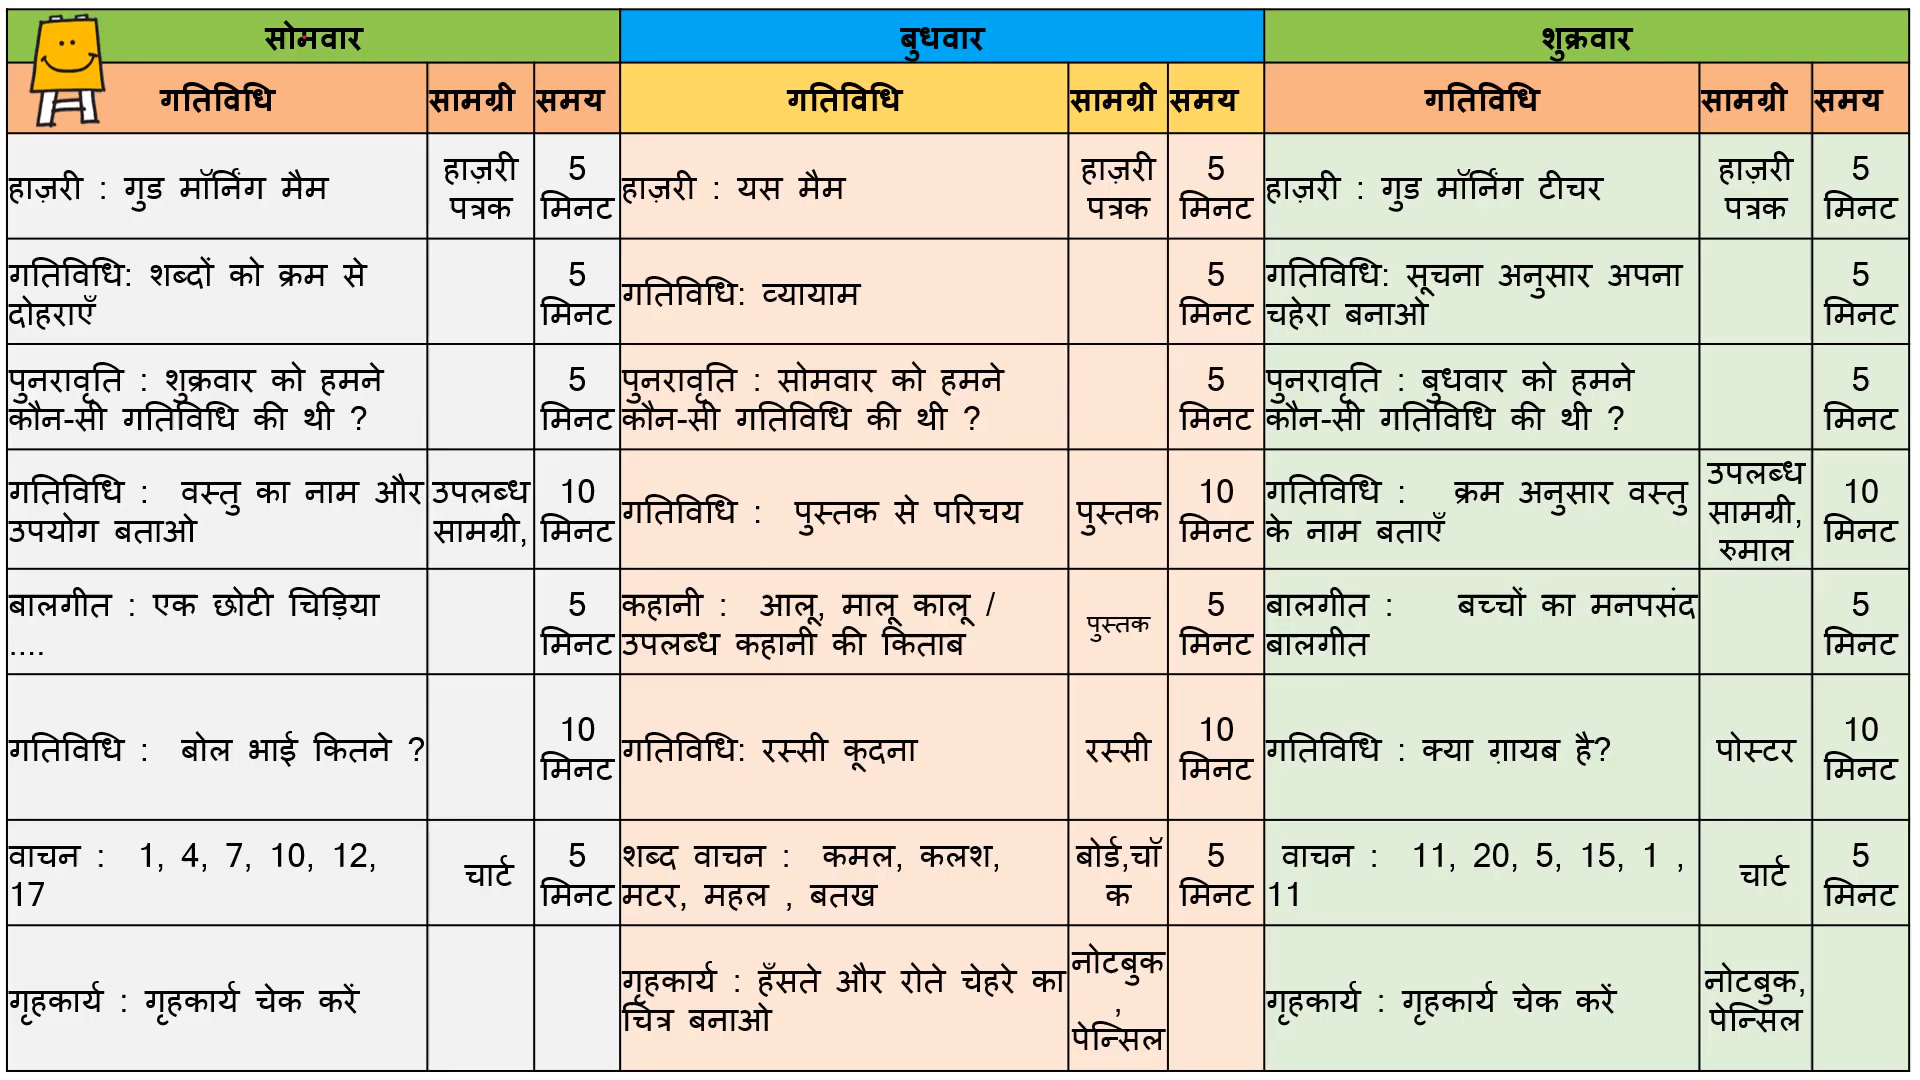 सोमवार बुधवार शुक्रवार
गतिविधि सामग्री समय गतिविधि सामग्री समय गतिविधि सामग्री समय
हाज़री : गुड मॉर्निंग मैम
हाज़री
पत्रक
5
मिनट
हाज़री : यस मैम
हाज़री
पत्रक
5
मिनट
हाज़री : गुड मॉर्निंग टीचर
हाज़री
पत्रक
5
मिनट
गतिविधि: शब्दों को क्रम से
दोहराएँ
5
मिनट
गतिविधि: व्यायाम
5
मिनट
गतिविधि: सूचना अनुसार अपना
चहेरा बनाओ
5
मिनट
पुनरावृति : शुक्रवार को हमने
कौन-सी गतिविधि की थी ?
5
मिनट
पुनरावृति : सोमवार को हमने
कौन-सी गतिविधि की थी ?
5
मिनट
पुनरावृति : बुधवार को हमने
कौन-सी गतिविधि की थी ?
5
मिनट
गतिविधि : वस्तु का नाम और
उपयोग बताओ
उपलब्ध
सामग्री,
10
मिनट
गतिविधि : पुस्तक से परिचय
पुस्तक
10
मिनट
गतिविधि : क्रम अनुसार वस्तु
के नाम बताएँ
उपलब्ध
सामग्री,
रुमाल
10
मिनट
बालगीत : एक छोटी चिड़िया
....
5
मिनट
कहानी : आलू, मालू कालू /
उपलब्ध कहानी की किताब
पुस्तक
5
मिनट
बालगीत : बच्चों का मनपसंद
बालगीत
5
मिनट
गतिविधि : बोल भाई कितने ?
10
मिनट
गतिविधि: रस्सी कूदना
रस्सी
10
मिनट
गतिविधि : क्या ग़ायब है?
पोस्टर
10
मिनट
वाचन : 1, 4, 7, 10, 12,
17
चार्ट
5
मिनट
शब्द वाचन : कमल, कलश,
मटर, महल , बतख
बोर्ड,चॉ
क
5
मिनट
वाचन : 11, 20, 5, 15, 1 ,
11
चार्ट
5
मिनट
गृहकार्य : गृहकार्य चेक करें
गृहकार्य : हँसते और रोते चेहरे का
चित्र बनाओ
नोटबुक
,
पेन्सिल
गृहकार्य : गृहकार्य चेक करें
नोटबुक,
पेन्सिल